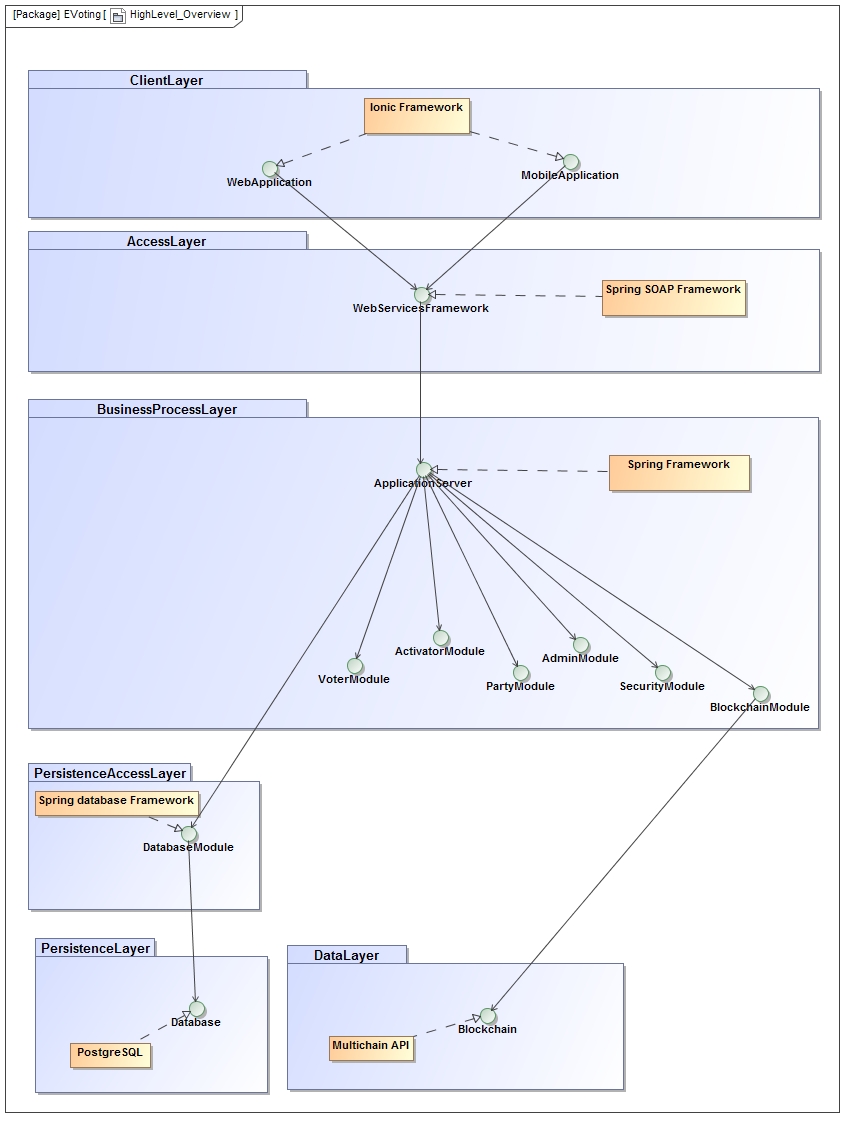 [Package] EVoting [ HighLevel_Overview ]
ClientLayer
Ionic Framework
WebApplication
MobileApplication
AccessLayer
Spring SOAP Framework
WebServicesFramework
BusinessProcessLayer
Spring Framework
ApplicationServer
ActivatorModule
AdminModule
VoterModule
PartyModule
SecurityModule
BlockchainModule
PersistenceAccessLayer
Spring database Framework
DatabaseModule
PersistenceLayer
Database
PostgreSQL
DataLayer
Blockchain
Multichain API